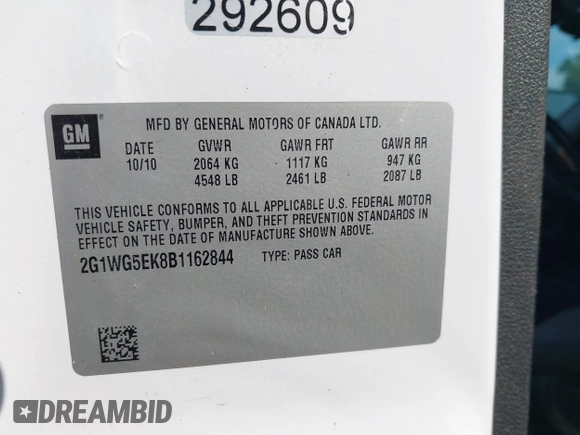 292609
GM
MFD BY GENERAL MOTORS OF CANADA LTD.
DATE GVWR GAWR FRT GAWR RR
10/10 2064 KG 1117 KG 947 KG
4548 LB 2461 LB 2087 LB
THIS VEHICLE CONFORMS TO ALL APPLICABLE U.S. FEDERAL MOTOR
VEHICLE SAFETY, BUMPER, AND THEFT PREVENTION STANDARDS IN
EFFECT ON THE DATE OF MANUFACTURE SHOWN ABOVE.
2G1WG5EK8B1162844 TYPE: PASS CAR
DREAMBID